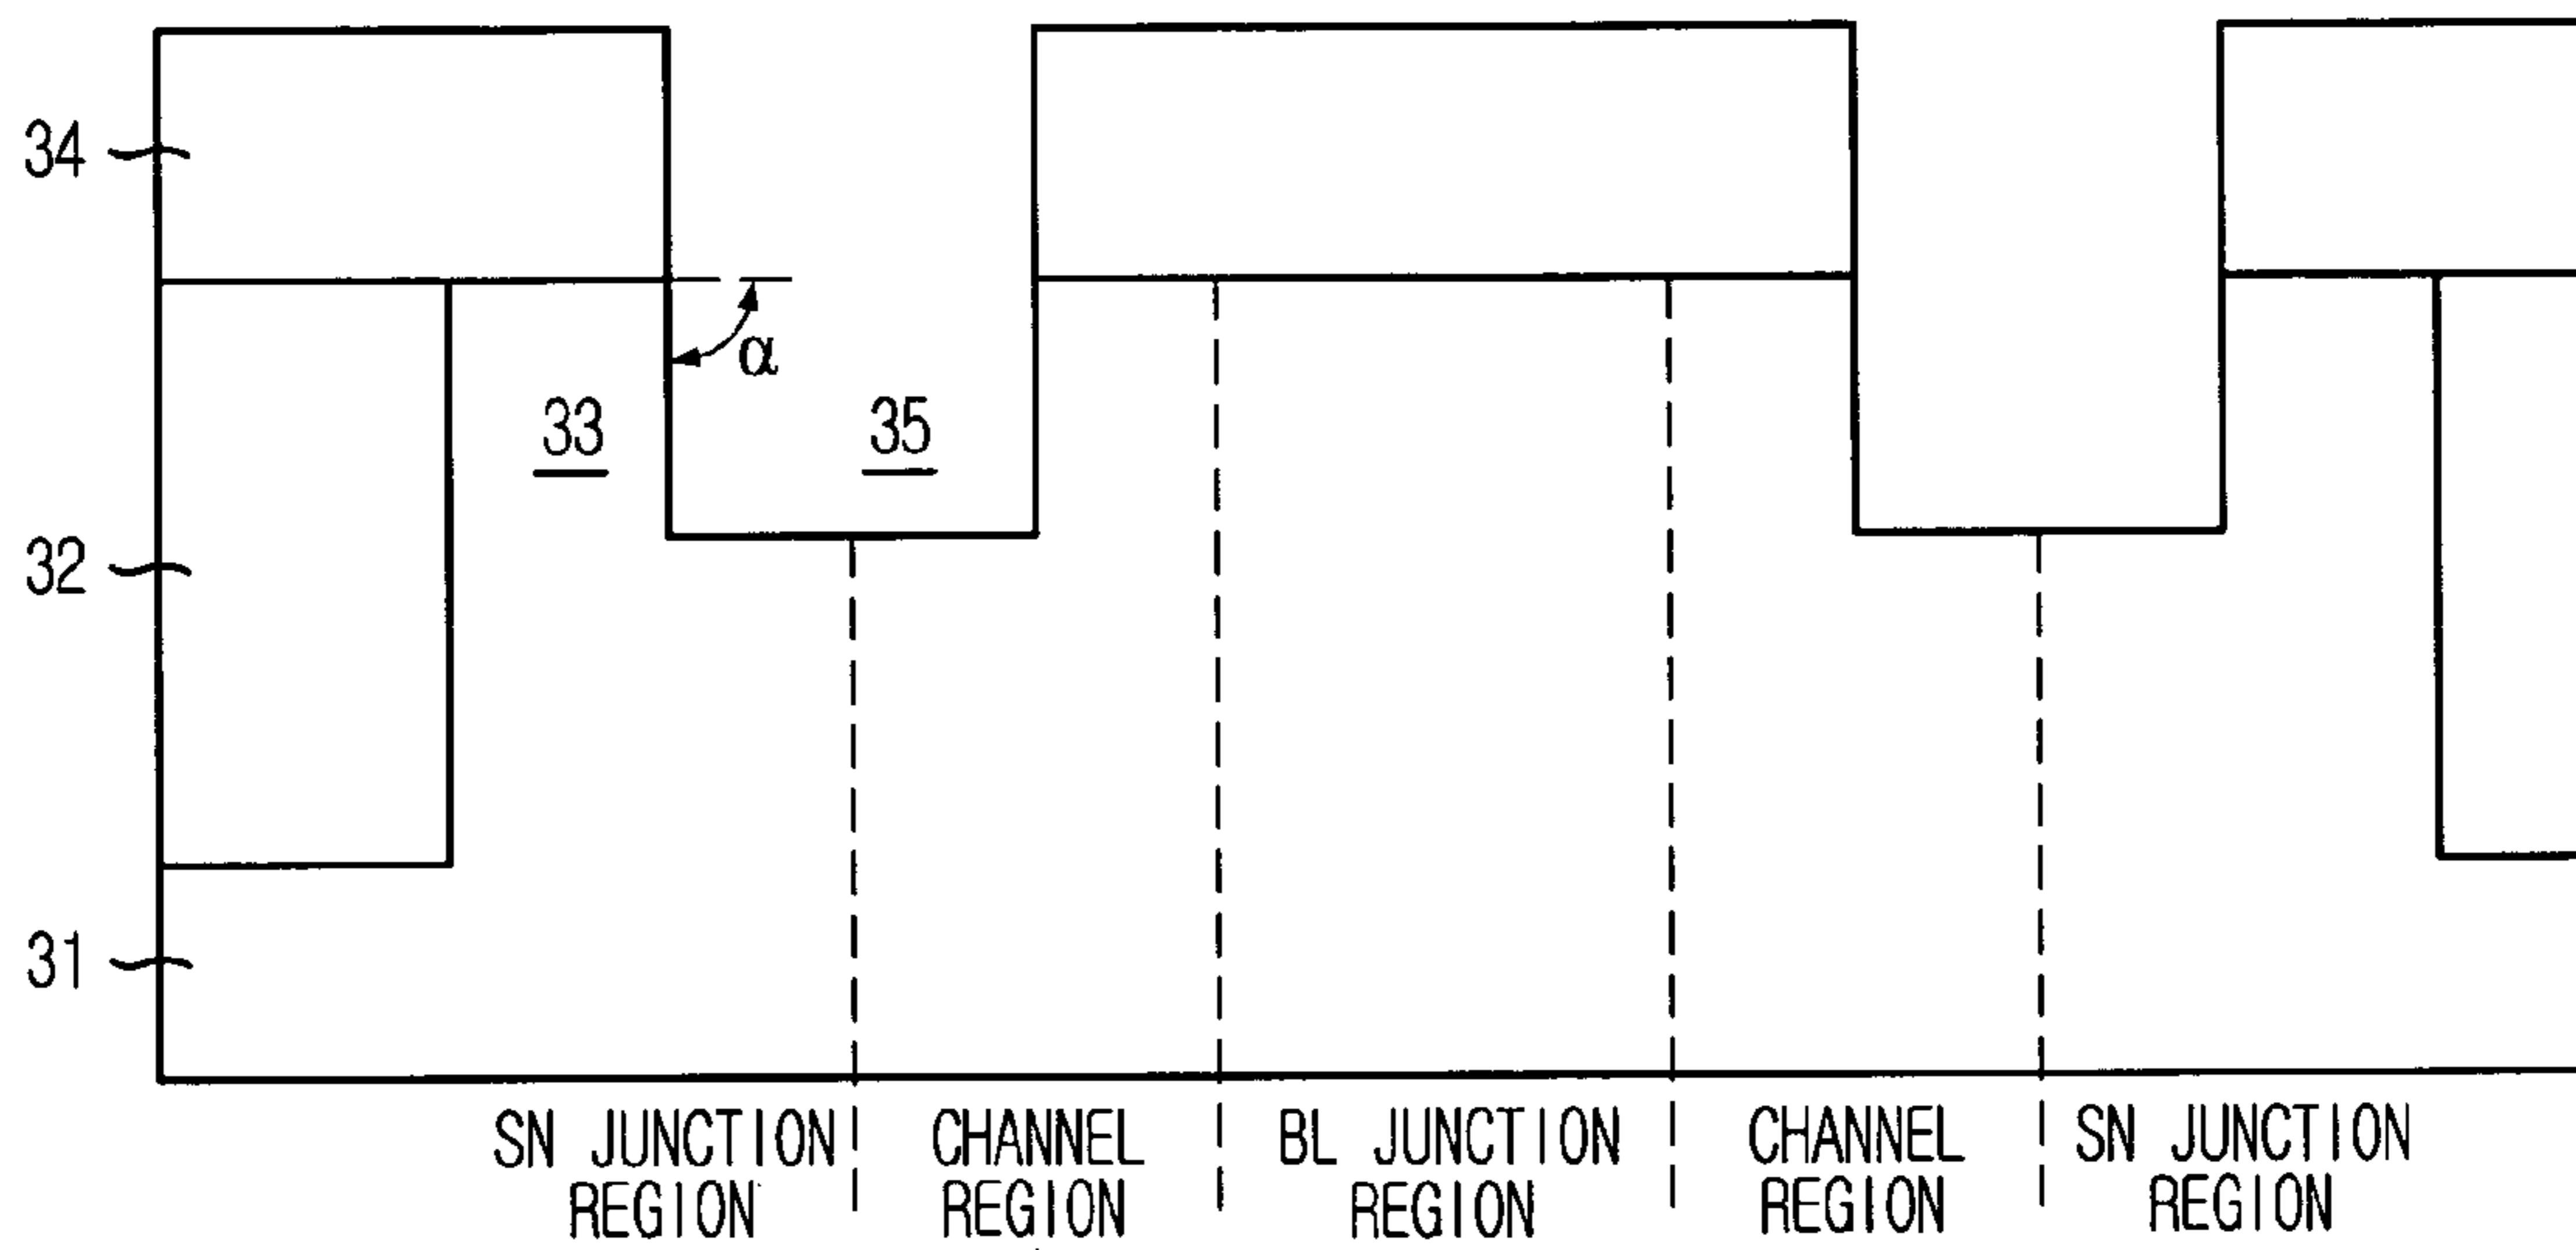 34
α
33
35
32
31
SN JUNCTION
REGION
CHANNEL
REGION
BL JUNCTION
REGION
CHANNEL
REGION
SN JUNCTION
REGION